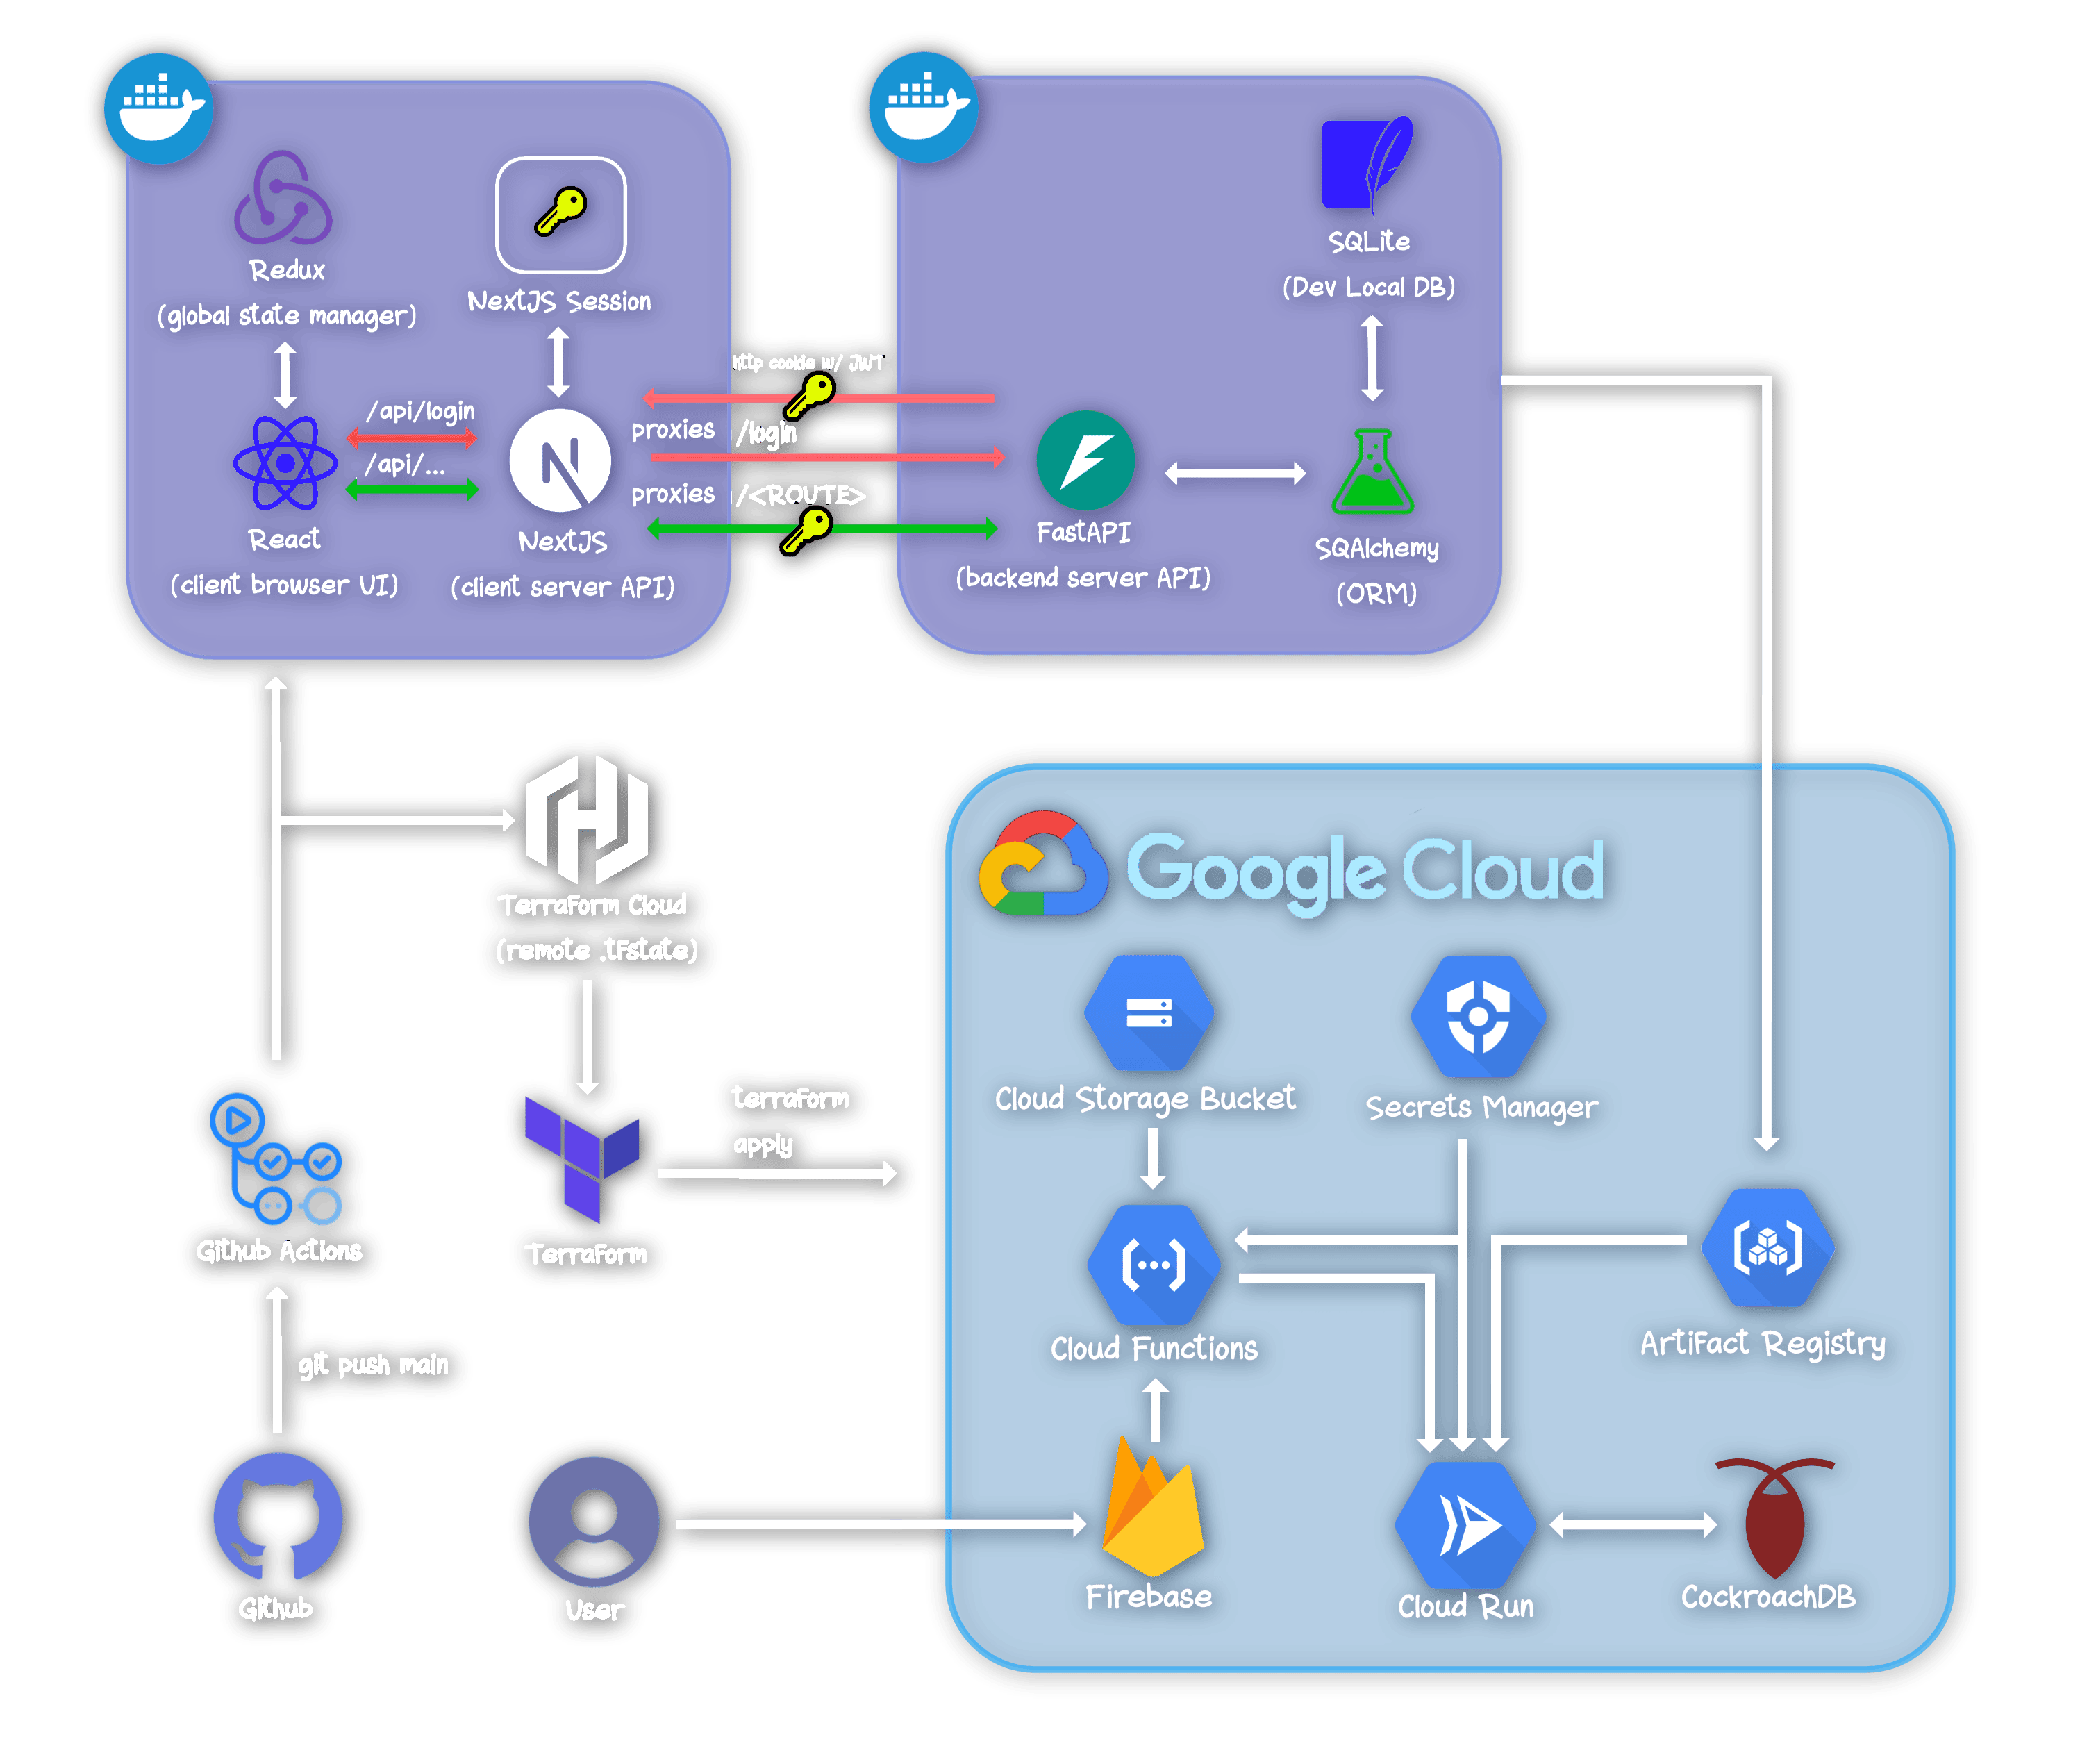 Redux
(global state manager)
NextJS Session
/api/login
/api/...
React
(client browser UI)
NextJS
(client server API)
http cookie w/ JWT
proxies /login
proxies /<ROUTE>
SQLite
(Dev Local DB)
FastAPI
(backend server API)
SQAlchemy
(ORM)
Terraform Cloud
(remote .tfstate)
terraform
apply
Terraform
Github Actions
git push main
Github
User
Google Cloud
Cloud Storage Bucket
Secrets Manager
Cloud Functions
Artifact Registry
Firebase
Cloud Run
CockroachDB